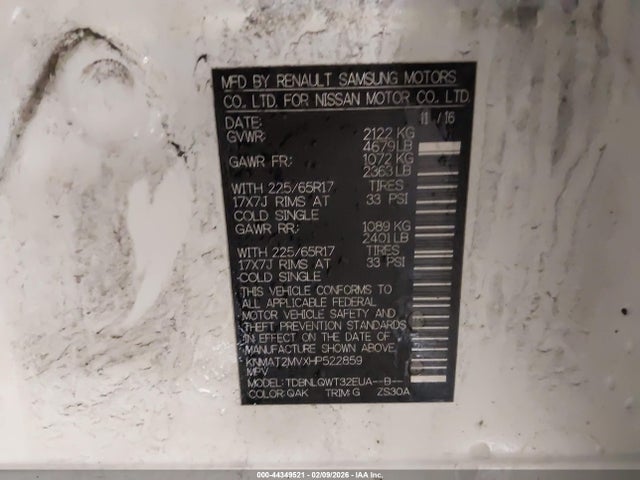 MFD BY RENAULT SAMSUNG MOTORS
CO. LTD. FOR NISSAN MOTOR CO. LTD.
DATE: 11 / 16
GVWR: 2122 KG
4679 LB
GAWR FR: 1072 KG
2363 LB
WITH 225/65R17 TIRES
17X7J RIMS AT 33 PSI
COLD SINGLE
GAWR RR: 1089 KG
2401 LB
WITH 225/65R17 TIRES
17X7J RIMS AT 33 PSI
COLD SINGLE
THIS VEHICLE CONFORMS TO
ALL APPLICABLE FEDERAL
MOTOR VEHICLE SAFETY AND
THEFT PREVENTION STANDARDS
IN EFFECT ON THE DATE OF
MANUFACTURE SHOWN ABOVE.
KNMAT2MVXHP522859
MPV
MODEL: TDBNLQWT32EUA--B--
COLOR: QAK TRIM: G ZS30A
000-44349521 - 02/09/2026 - IAA, Inc.